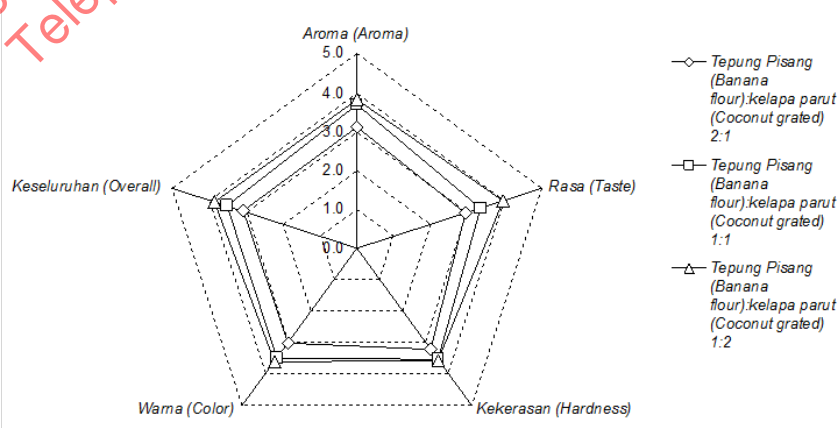 Aroma (Aroma)
5.0
4.0
3.0
2.0
1.0
0.0
Rasa (Taste)
Kekerasan (Hardness)
Warna (Color)
Keseluruhan (Overall)
Tepung Pisang
(Banana
flour):kelapa parut
(Coconut grated)
2:1
Tepung Pisang
(Banana
flour):kelapa parut
(Coconut grated)
1:1
Tepung Pisang
(Banana
flour):kelapa parut
(Coconut grated)
1:2